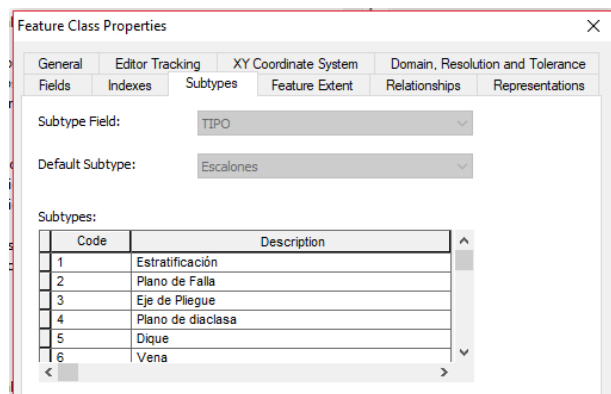 Feature Class Properties
General Editor Tracking XY Coordinate System Domain, Resolution and Tolerance
Fields Indexes Subtypes Feature Extent Relationships Representations
Subtype Field: TIPO
Default Subtype: Escalones
Subtypes:
Code Description
1 Estratificación
2 Plano de Falla
3 Eje de Pliegue
4 Plano de diaclasa
5 Dique
6 Vena